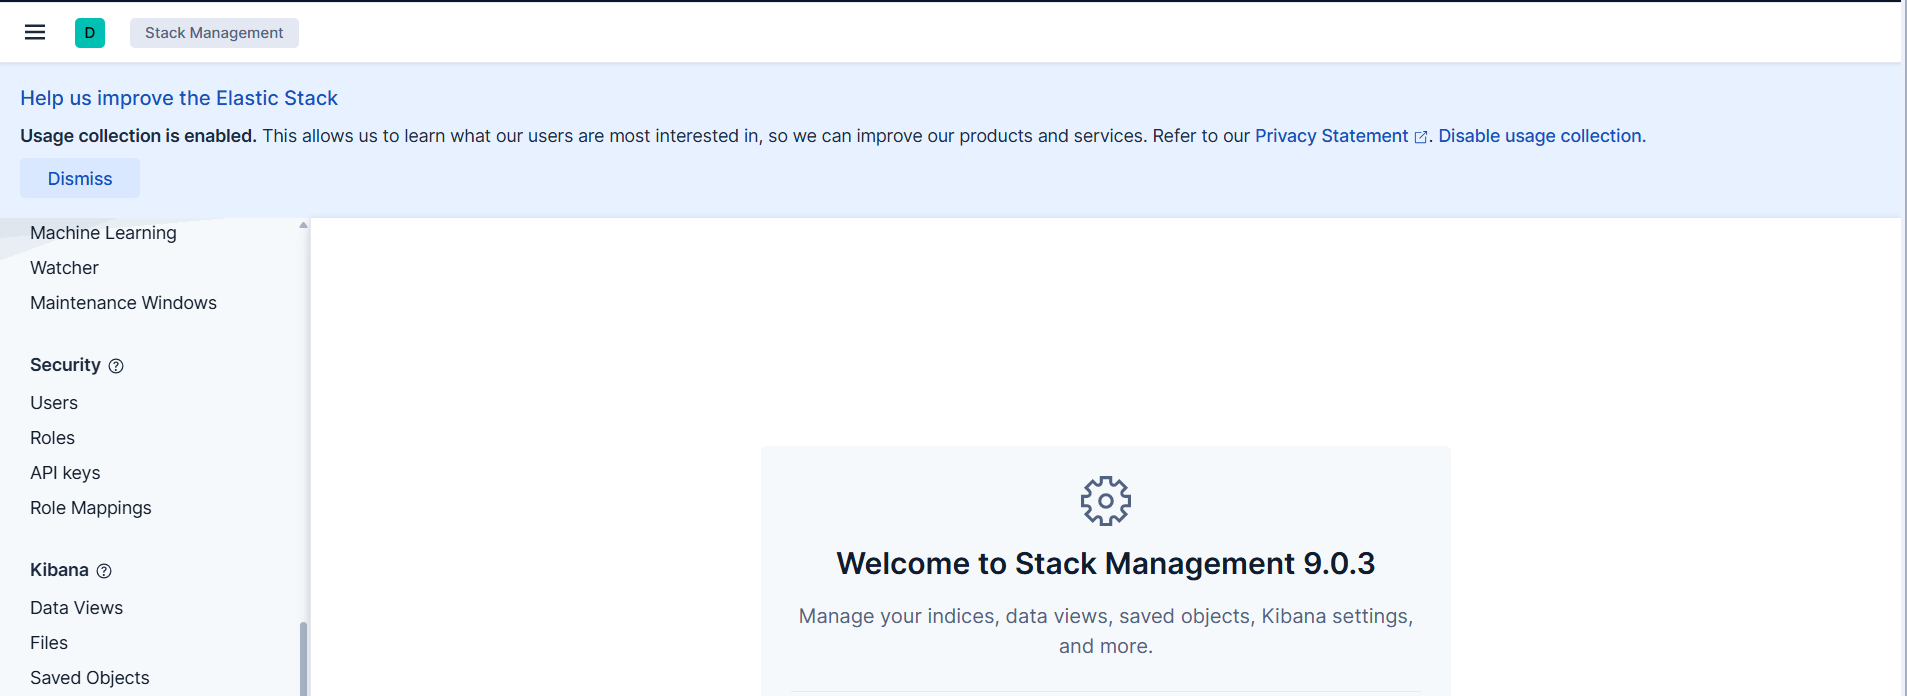 D
Stack Management
Help us improve the Elastic Stack
Usage collection is enabled. This allows us to learn what our users are most interested in, so we can improve our products and services. Refer to our Privacy Statement. Disable usage collection.
Dismiss
Machine Learning
Watcher
Maintenance Windows
Security
Users
Roles
API keys
Role Mappings
Kibana
Data Views
Files
Saved Objects
Welcome to Stack Management 9.0.3
Manage your indices, data views, saved objects, Kibana settings,
and more.